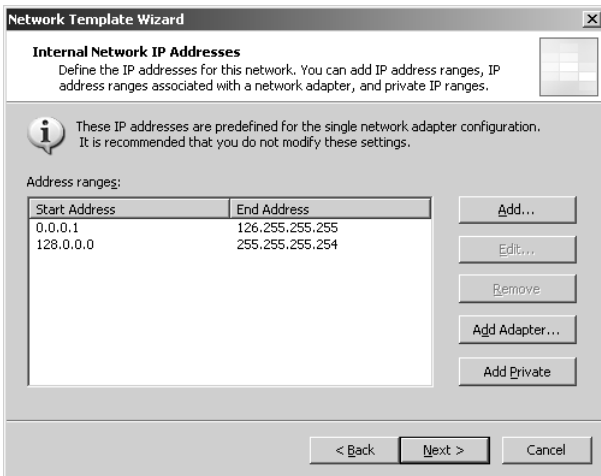 Network Template Wizard
Internal Network IP Addresses
Define the IP addresses for this network. You can add IP address ranges, IP
address ranges associated with a network adapter, and private IP ranges.
These IP addresses are predefined for the single network adapter configuration.
It is recommended that you do not modify these settings.
Address ranges:
Start Address End Address
0.0.0.1 126.255.255.255
128.0.0.0 255.255.255.254
Add...
Edit...
Remove
Add Adapter...
Add Private
< Back Next > Cancel